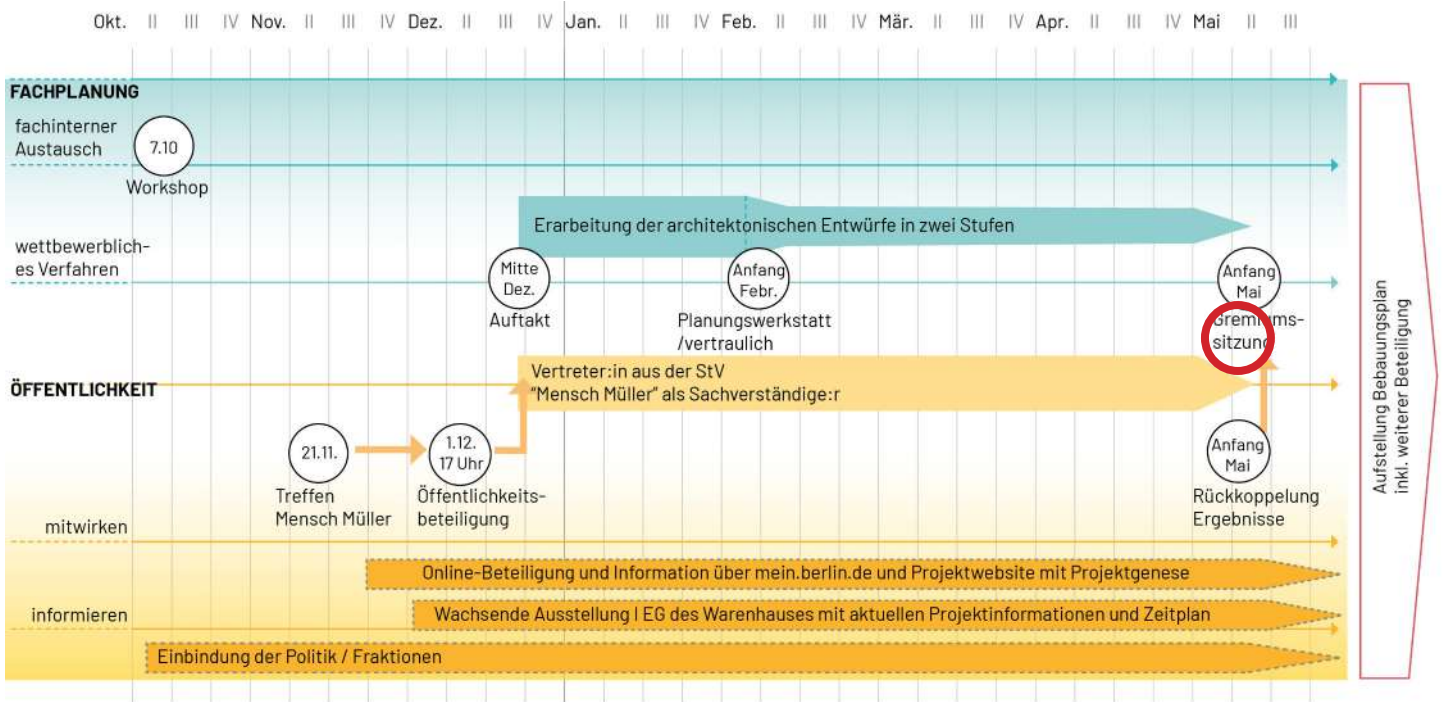 Okt. II III IV Nov. II III IV Dez. II III IV Jan. II III IV Feb. II III IV Mär. II III IV Apr. II III IV Mai II III
FACHPLANUNG
fachinterner
Austausch
7.10
Workshop
Erarbeitung der architektonischen Entwürfe in zwei Stufen
wettbewerblich-
es Verfahren
Mitte
Dez.
Auftakt
Anfang
Febr.
Planungswerkstatt
/vertraulich
Anfang
Mai
Gremiums-
sitzung
ÖFFENTLICHKEIT
Vertreter:in aus der StV
"Mensch Müller" als Sachverständige:r
21.11.
Treffen
Mensch Müller
1.12.
17 Uhr
Öffentlichkeits-
beteiligung
Anfang
Mai
Rückkoppelung
Ergebnisse
mitwirken
Online-Beteiligung und Information über mein.berlin.de und Projektwebsite mit Projektgenese
informieren
Wachsende Ausstellung | EG des Warenhauses mit aktuellen Projektinformationen und Zeitplan
Einbindung der Politik / Fraktionen
Aufstellung Bebauungsplan
inkl. weiterer Beteiligung